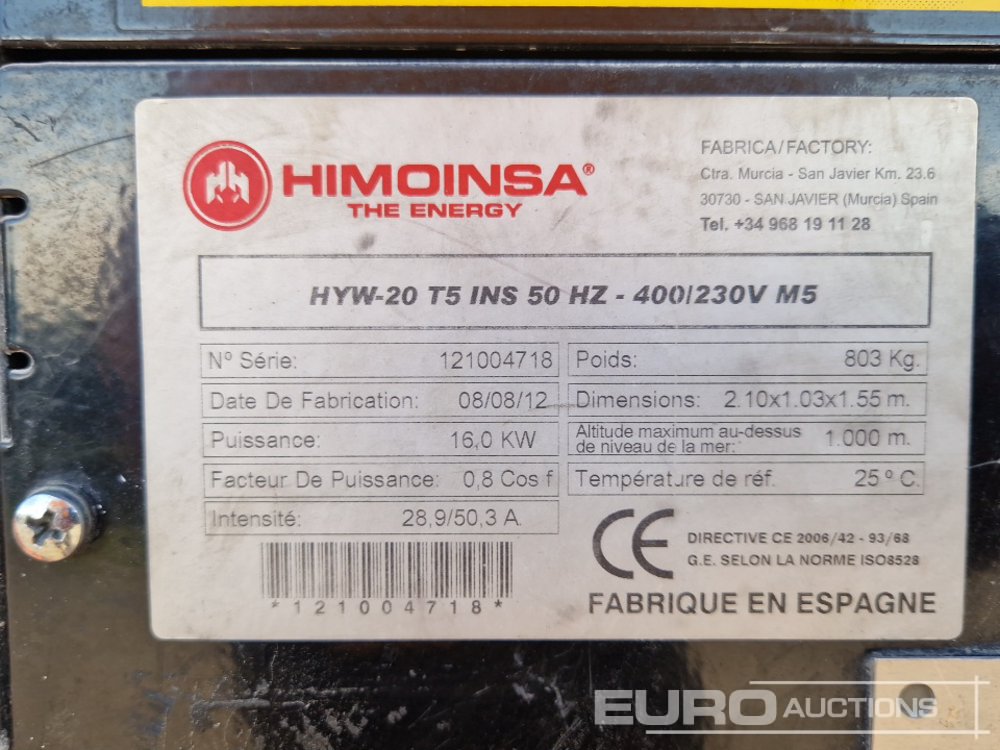 HIMOINSA®
THE ENERGY
FABRICA/FACTORY:
Ctra. Murcia - San Javier Km. 23.6
30730 - SAN JAVIER (Murcia) Spain
Tel. +34 968 19 11 28
HYW-20 T5 INS 50 HZ - 400/230V M5
Nº Série: 121004718
Date De Fabrication: 08/08/12
Puissance: 16,0 KW
Facteur De Puissance: 0,8 Cos f
Intensité: 28,9/50,3 A.
Poids: 803 Kg.
Dimensions: 2.10x1.03x1.55 m.
Altitude maximum au-dessus
de niveau de la mer: 1.000 m.
Température de réf. 25 º C.
*121004718*
CE
DIRECTIVE CE 2006/42 - 93/68
G.E. SELON LA NORME ISO8528
FABRIQUE EN ESPAGNE
EURO AUCTIONS